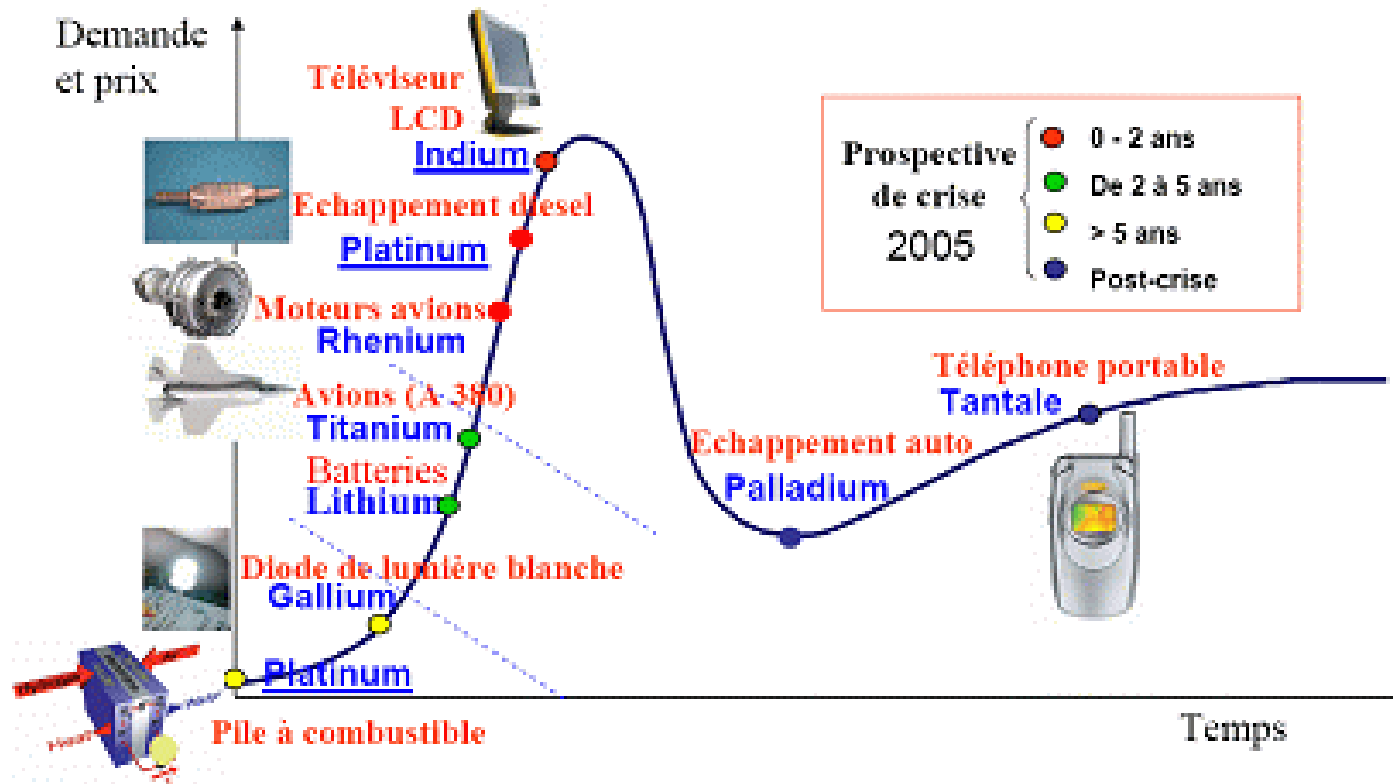 Demande
et prix
Téléviseur
LCD
Indium
Echappement diesel
Platinum
Moteurs avions
Rhenium
Avions (A 380)
Titanium
Batteries
Lithium
Diode de lumière blanche
Gallium
Platinum
Pile à combustible
Prospective
de crise
2005
0 - 2 ans
De 2 à 5 ans
> 5 ans
Post-crise
Téléphone portable
Tantale
Echappement auto
Palladium
Temps